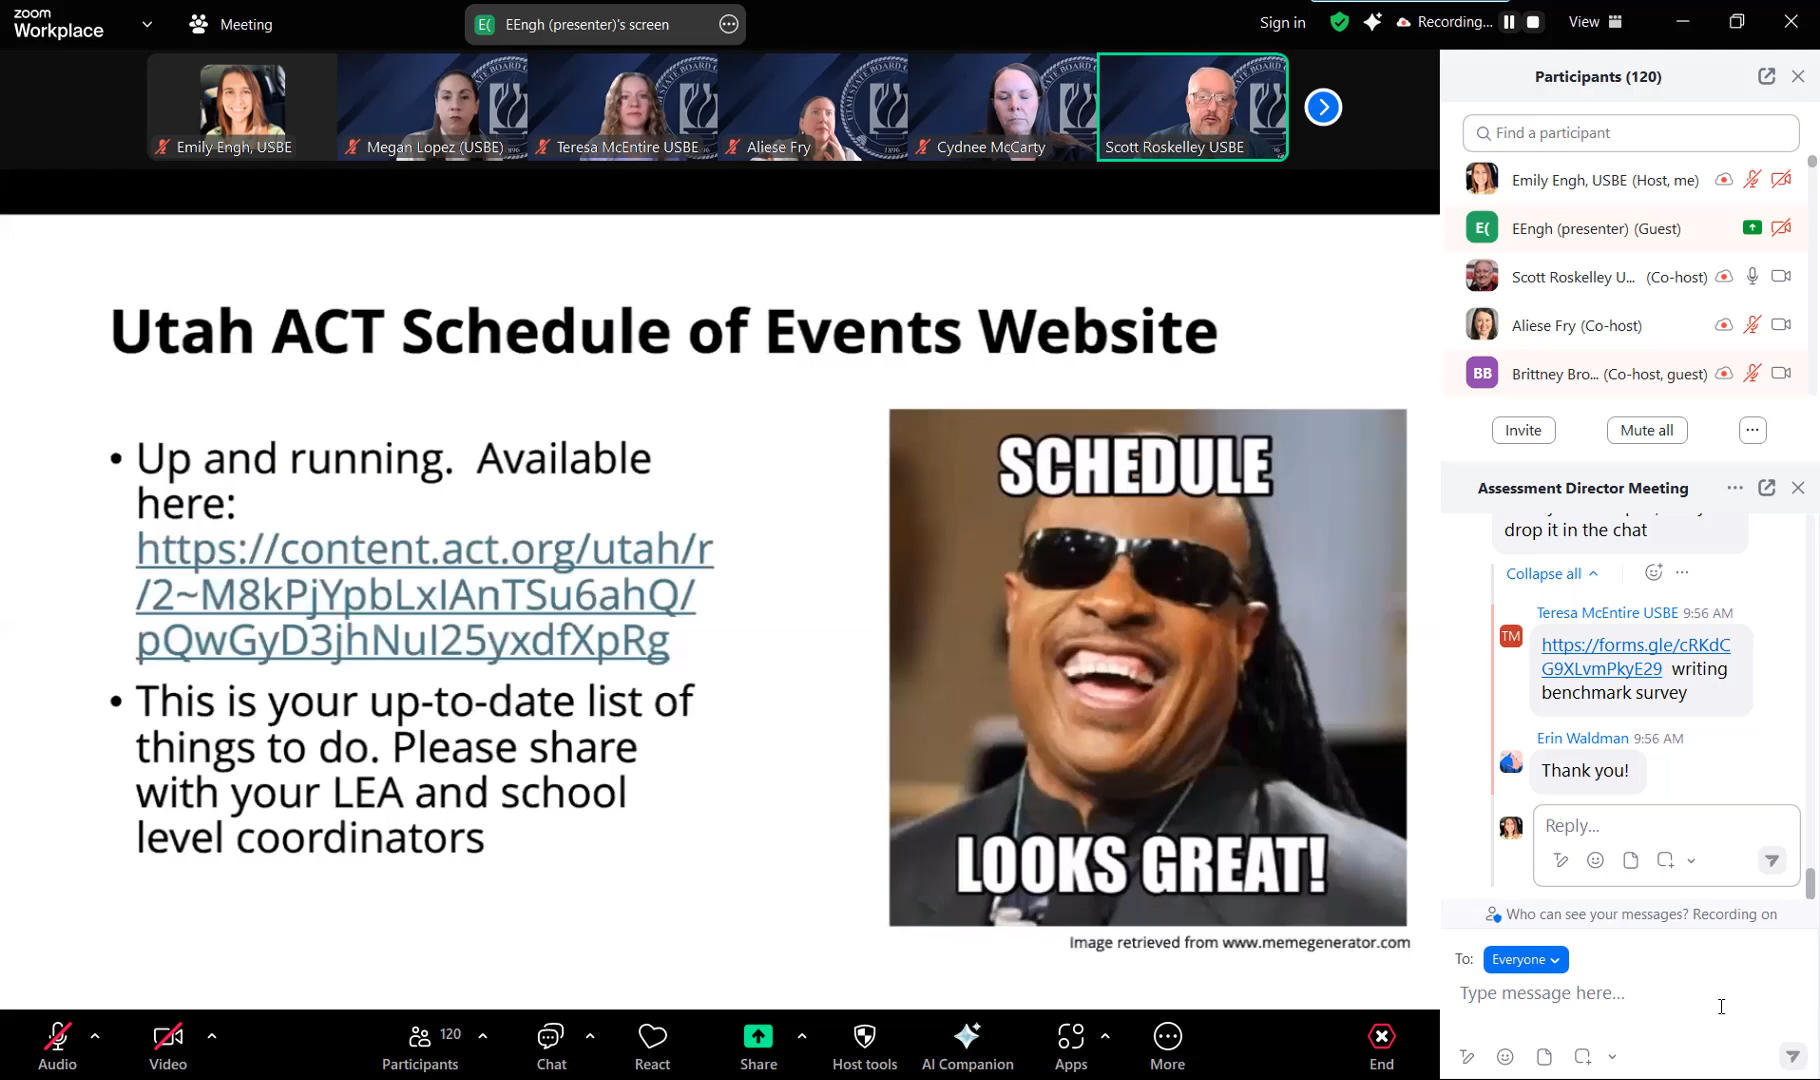 zoom
Workplace
Meeting
E( EEngh (presenter)'s screen
Sign in
Recording...
View
Emily Engh, USBE
Megan Lopez (USBE)
Teresa McEntire USBE
Aliese Fry
Cydnee McCarty
Scott Roskelley USBE
Utah ACT Schedule of Events Website
• Up and running.  Available
here:
https://content.act.org/utah/r
/2~M8kPjYpbLxIAnTSu6ahQ/
pQwGyD3jhNuI25yxdfXpRg
• This is your up-to-date list of
things to do. Please share
with your LEA and school
level coordinators
SCHEDULE
LOOKS GREAT!
Image retrieved from www.memegenerator.com
Participants (120)
Find a participant
Emily Engh, USBE (Host, me)
E( EEngh (presenter) (Guest)
Scott Roskelley U... (Co-host)
Aliese Fry (Co-host)
BB Brittney Bro... (Co-host, guest)
Invite
Mute all
Assessment Director Meeting
drop it in the chat
Collapse all
Teresa McEntire USBE 9:56 AM
TM
https://forms.gle/cRKdC
G9XLvmPkyE29 writing
benchmark survey
Erin Waldman 9:56 AM
Thank you!
Reply...
Who can see your messages? Recording on
To: Everyone
Type message here...
Audio
Video
120
Participants
Chat
React
Share
Host tools
AI Companion
Apps
More
End